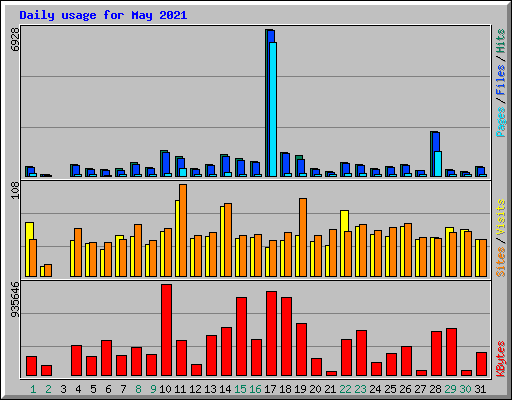 Daily usage for May 2021
6928
Pages / Files / Hits
108
Sites / Visits
935646
KBytes
1 2 3 4 5 6 7 8 9 10 11 12 13 14 15 16 17 18 19 20 21 22 23 24 25 26 27 28 29 30 31